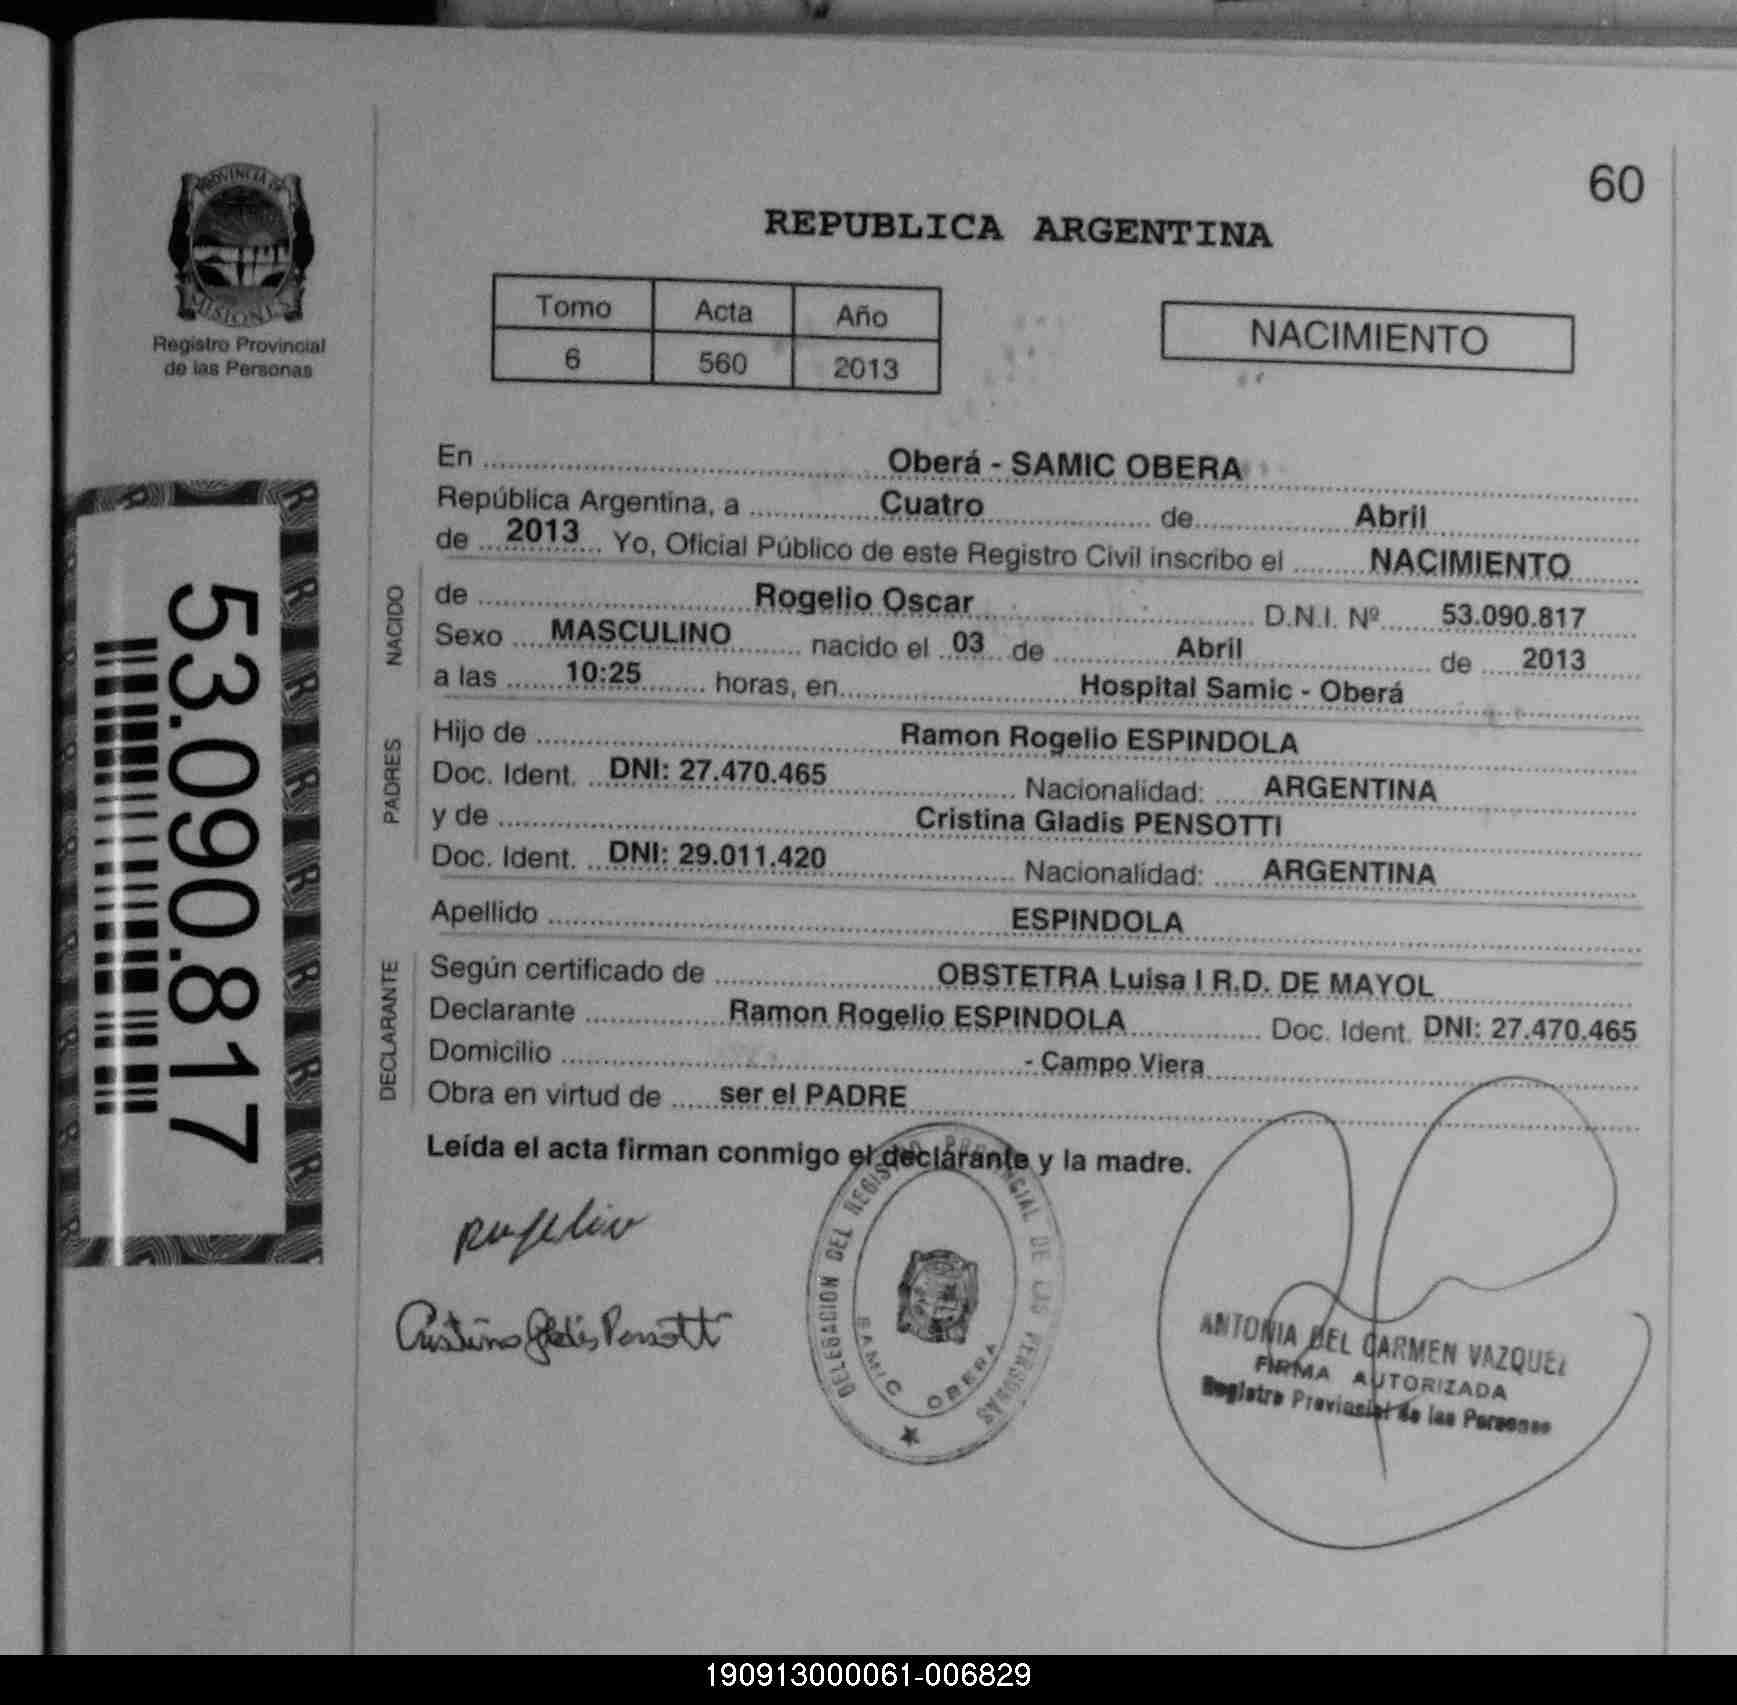 PROVINCIA DE
MISIONES
Registro Provincial
de las Personas
60
REPUBLICA ARGENTINA
Tomo Acta Año
6 560 2013
NACIMIENTO
53.090.817
En Oberá - SAMIC OBERA
República Argentina, a Cuatro de Abril
de 2013 Yo, Oficial Público de este Registro Civil inscribo el NACIMIENTO
NACIDO
de Rogelio Oscar D.N.I. Nº 53.090.817
Sexo MASCULINO nacido el 03 de Abril de 2013
a las 10:25 horas, en Hospital Samic - Oberá
PADRES
Hijo de Ramon Rogelio ESPINDOLA
Doc. Ident. DNI: 27.470.465 Nacionalidad: ARGENTINA
y de Cristina Gladis PENSOTTI
Doc. Ident. DNI: 29.011.420 Nacionalidad: ARGENTINA
Apellido ESPINDOLA
DECLARANTE
Según certificado de OBSTETRA Luisa I R.D. DE MAYOL
Declarante Ramon Rogelio ESPINDOLA Doc. Ident. DNI: 27.470.465
Domicilio - Campo Viera
Obra en virtud de ser el PADRE
Leída el acta firman conmigo el declarante y la madre.
Cristina Gladis Pensotti
DELEGACION DEL REGISTRO PROVINCIAL DE LAS PERSONAS
SAMIC OBERA
ANTONIA DEL CARMEN VAZQUEZ
FIRMA AUTORIZADA
Registro Provincial de las Personas
190913000061-006829